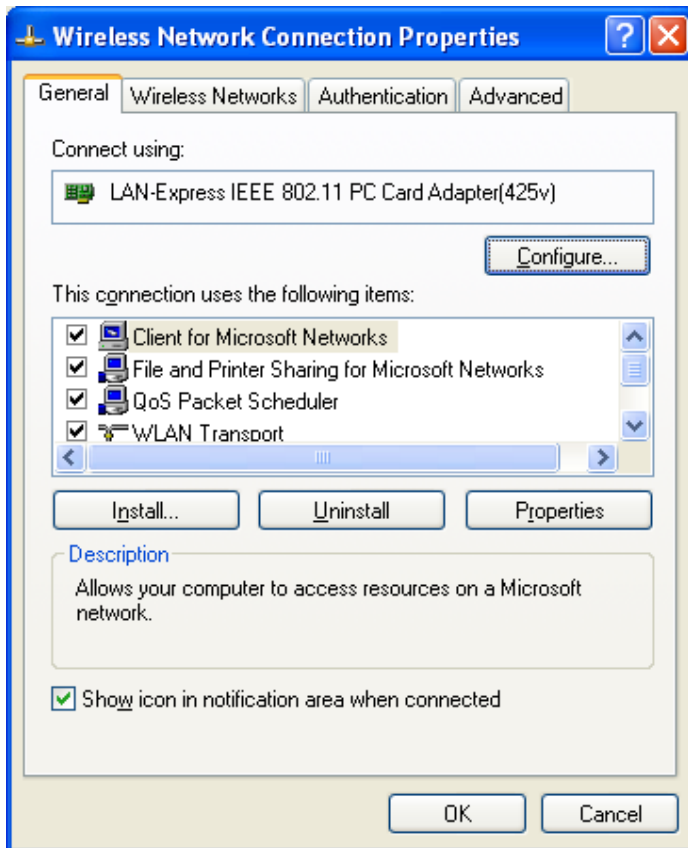 Wireless Network Connection Properties
General Wireless Networks Authentication Advanced
Connect using:
LAN-Express IEEE 802.11 PC Card Adapter(425v)
Configure...
This connection uses the following items:
Client for Microsoft Networks
File and Printer Sharing for Microsoft Networks
QoS Packet Scheduler
WLAN Transport
Install... Uninstall Properties
Description
Allows your computer to access resources on a Microsoft
network.
Show icon in notification area when connected
OK Cancel